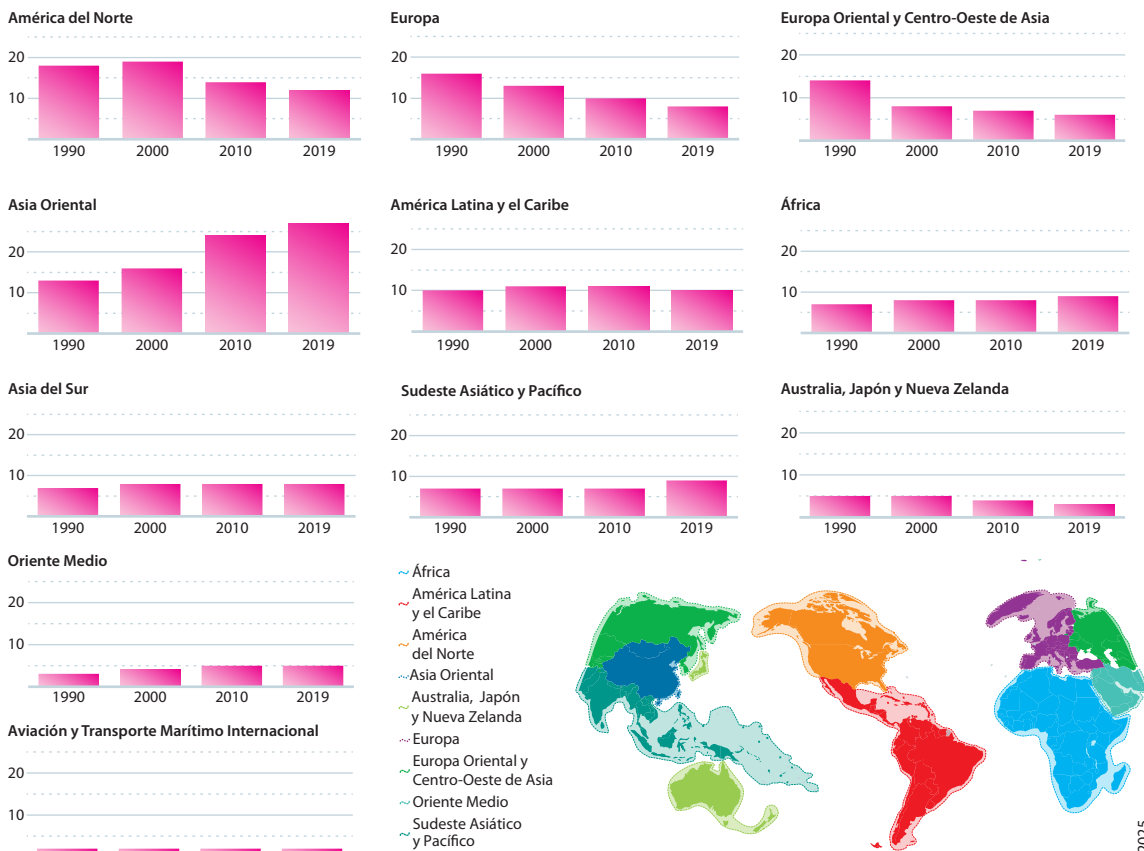 América del Norte
20
10
1990 2000 2010 2019
Europa
20
10
1990 2000 2010 2019
Europa Oriental y Centro-Oeste de Asia
20
10
1990 2000 2010 2019
Asia Oriental
20
10
1990 2000 2010 2019
América Latina y el Caribe
20
10
1990 2000 2010 2019
África
20
10
1990 2000 2010 2019
Asia del Sur
20
10
1990 2000 2010 2019
Sudeste Asiático y Pacífico
20
10
1990 2000 2010 2019
Australia, Japón y Nueva Zelanda
20
10
1990 2000 2010 2019
Oriente Medio
20
10
1990 2000 2010 2019
Aviación y Transporte Marítimo Internacional
20
10
África
América Latina
y el Caribe
América
del Norte
Asia Oriental
Australia, Japón
y Nueva Zelanda
Europa
Europa Oriental y
Centro-Oeste de Asia
Oriente Medio
Sudeste Asiático
y Pacífico
2025